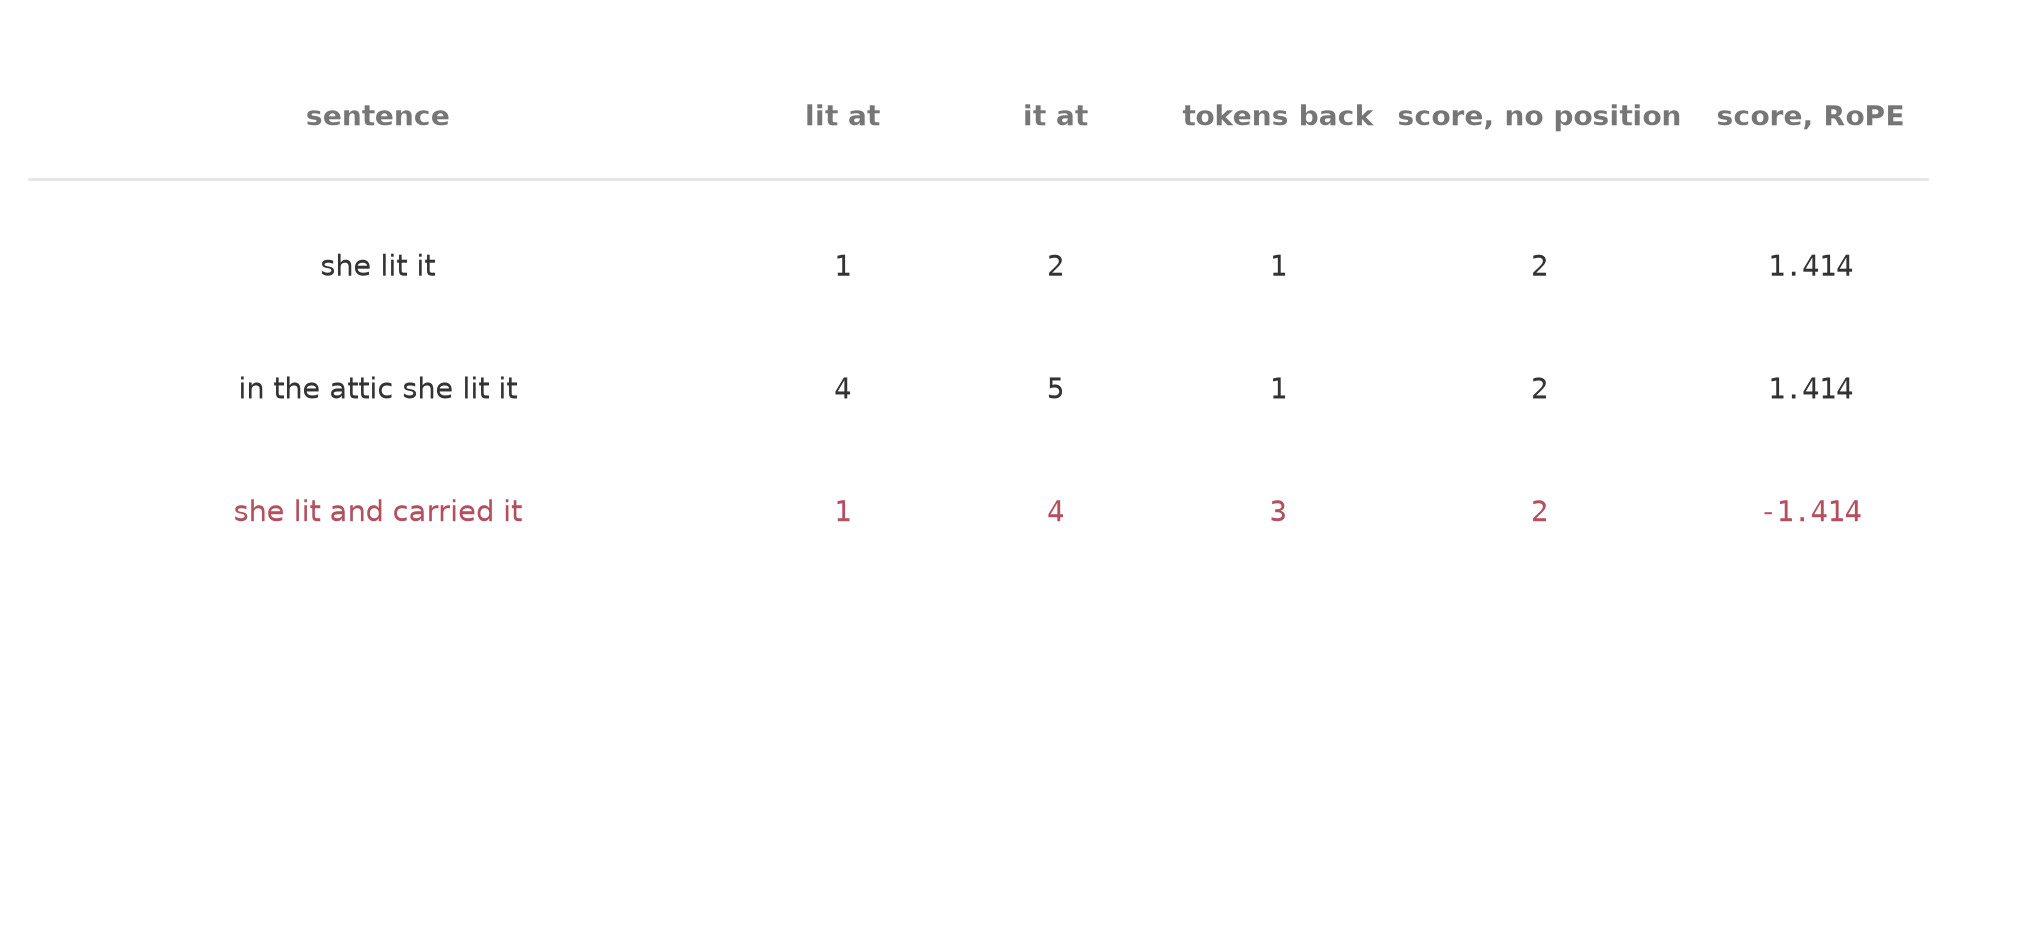 sentence lit at it at tokens back score, no position score, RoPE
she lit it 1 2 1 2 1.414
in the attic she lit it 4 5 1 2 1.414
she lit and carried it 1 4 3 2 -1.414